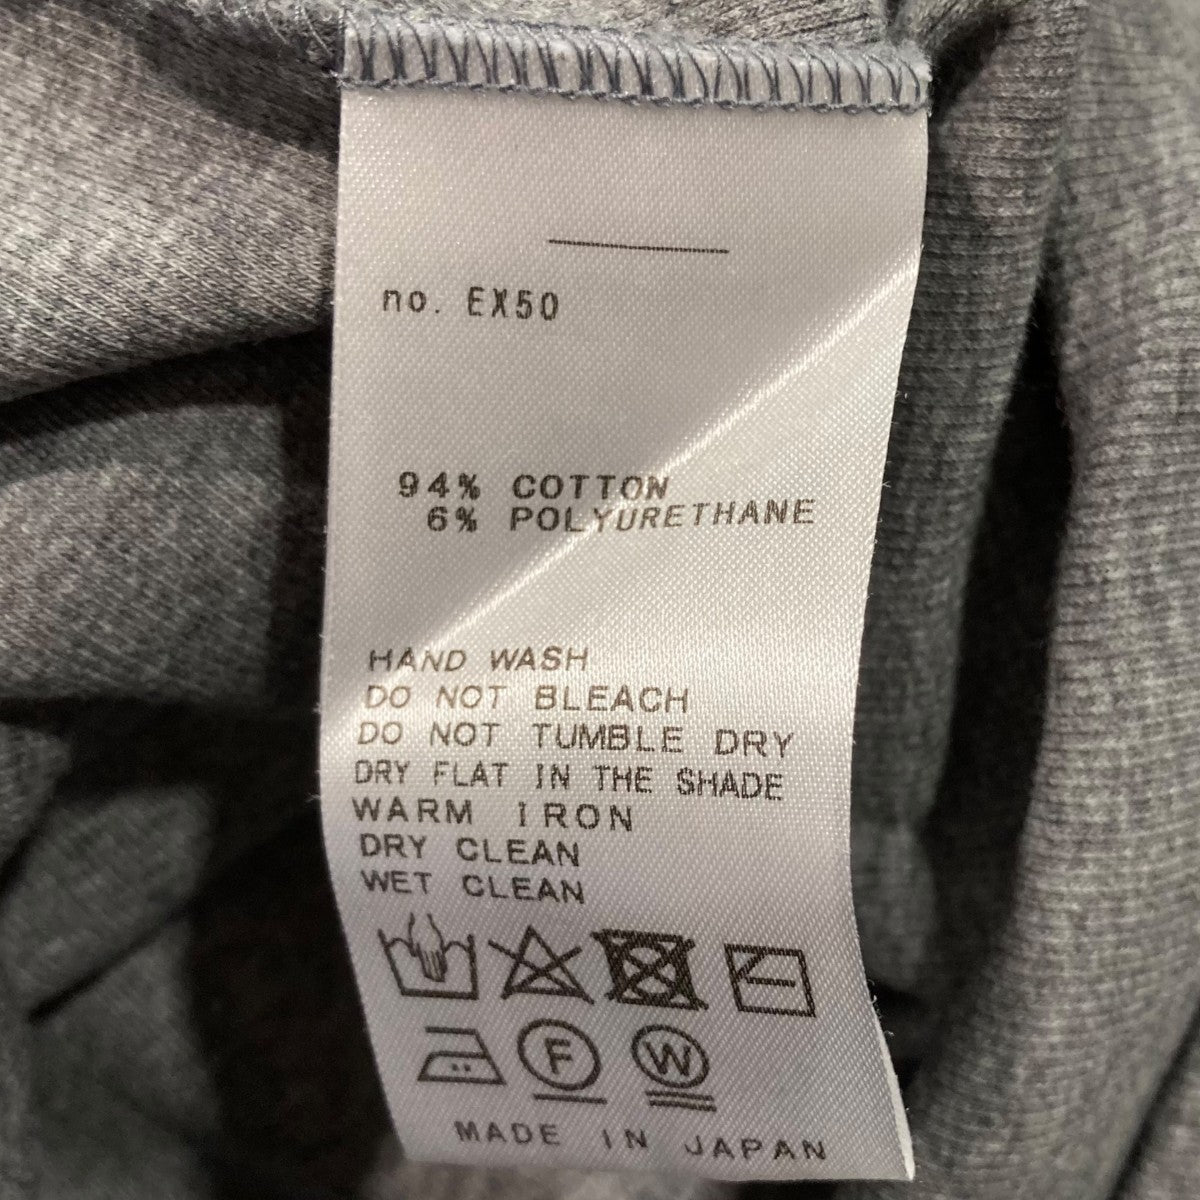 no. EX50
94% COTTON
6% POLYURETHANE
HAND WASH
DO NOT BLEACH
DO NOT TUMBLE DRY
DRY FLAT IN THE SHADE
WARM IRON
DRY CLEAN
WET CLEAN
F W
MADE IN JAPAN